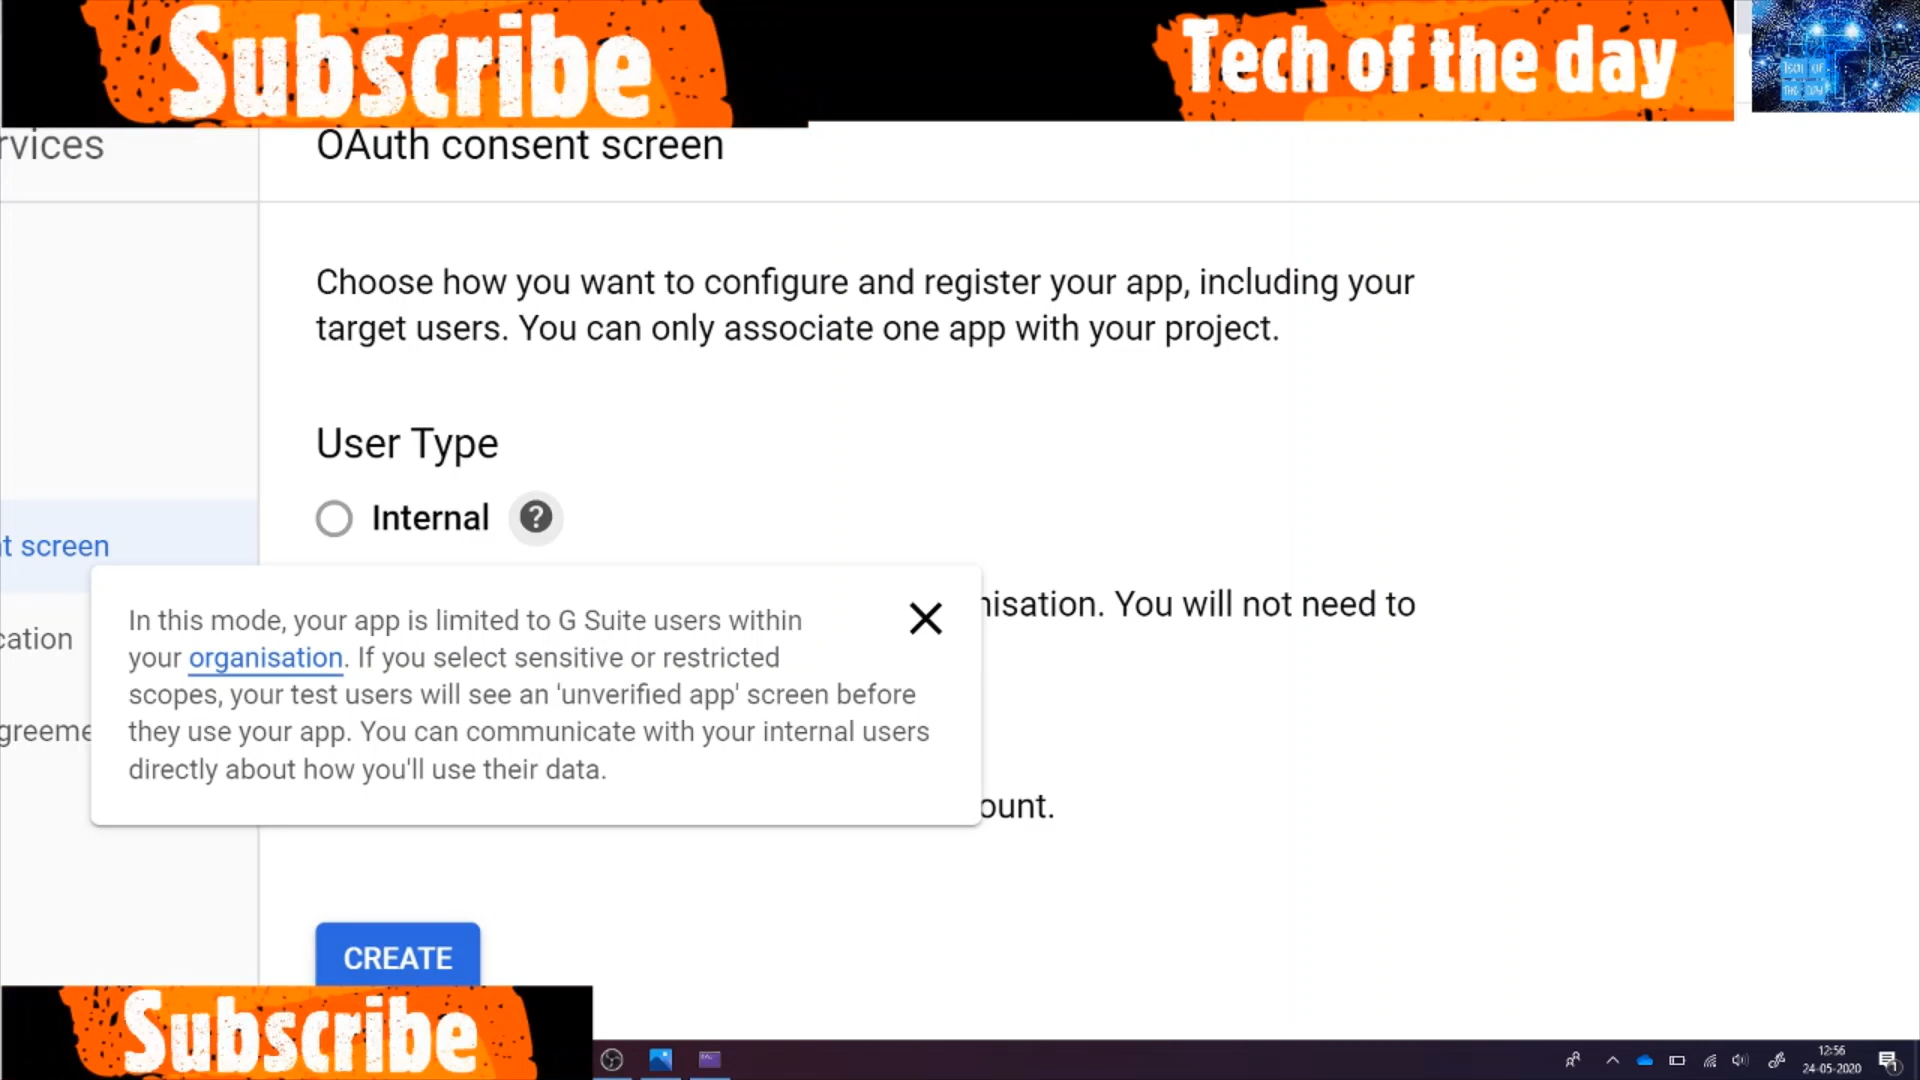 Subscribe
Tech of the day
TECH OF
THE DAY
rvices
OAuth consent screen
Choose how you want to configure and register your app, including your
target users. You can only associate one app with your project.
User Type
Internal
t screen
nisation. You will not need to
In this mode, your app is limited to G Suite users within
your organisation. If you select sensitive or restricted
scopes, your test users will see an 'unverified app' screen before
they use your app. You can communicate with your internal users
directly about how you'll use their data.
cation
greeme
ount.
CREATE
Subscribe
12:56
24-05-2020
1